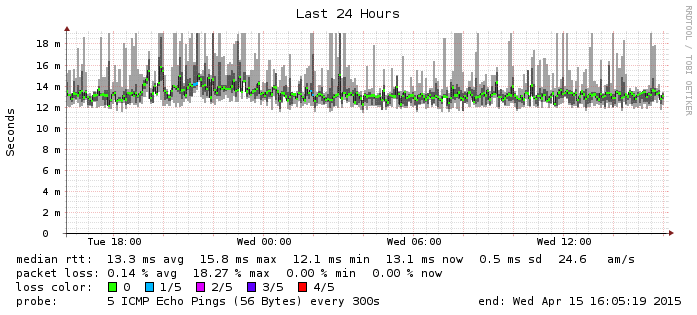 Last 24 Hours
RRDTOOL / TOBI OETIKER
Seconds
18 m
16 m
14 m
12 m
10 m
8 m
6 m
4 m
2 m
0
Tue 18:00 Wed 00:00 Wed 06:00 Wed 12:00
median rtt: 13.3 ms avg 15.8 ms max 12.1 ms min 13.1 ms now 0.5 ms sd 24.6 am/s
packet loss: 0.14 % avg 18.27 % max 0.00 % min 0.00 % now
loss color: 0 1/5 2/5 3/5 4/5
probe: 5 ICMP Echo Pings (56 Bytes) every 300s end: Wed Apr 15 16:05:19 2015